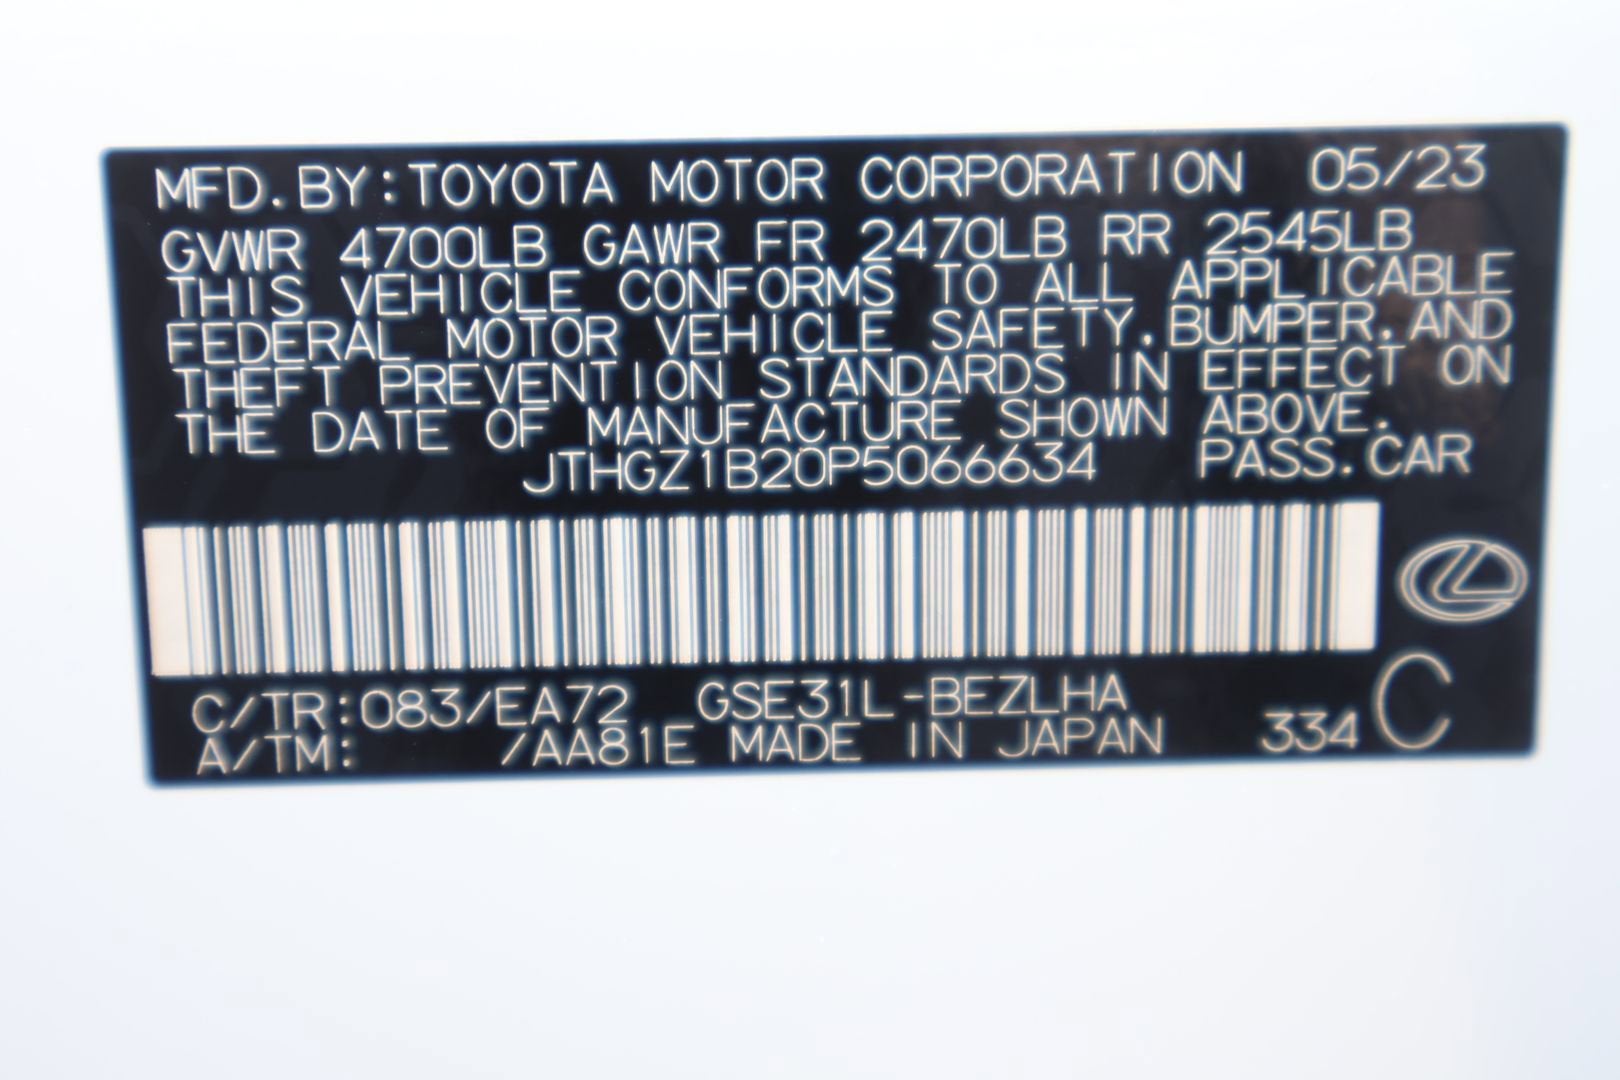 MFD.BY:TOYOTA MOTOR CORPORATION 05/23
GVWR 4700LB GAWR FR 2470LB RR 2545LB
THIS VEHICLE CONFORMS TO ALL APPLICABLE
FEDERAL MOTOR VEHICLE SAFETY,BUMPER,AND
THEFT PREVENTION STANDARDS IN EFFECT ON
THE DATE OF MANUFACTURE SHOWN ABOVE.
JTHGZ1B20P5066634 PASS.CAR
C/TR:083/EA72 GSE31L-BEZLHA
A/TM: /AA81E MADE IN JAPAN 334 C